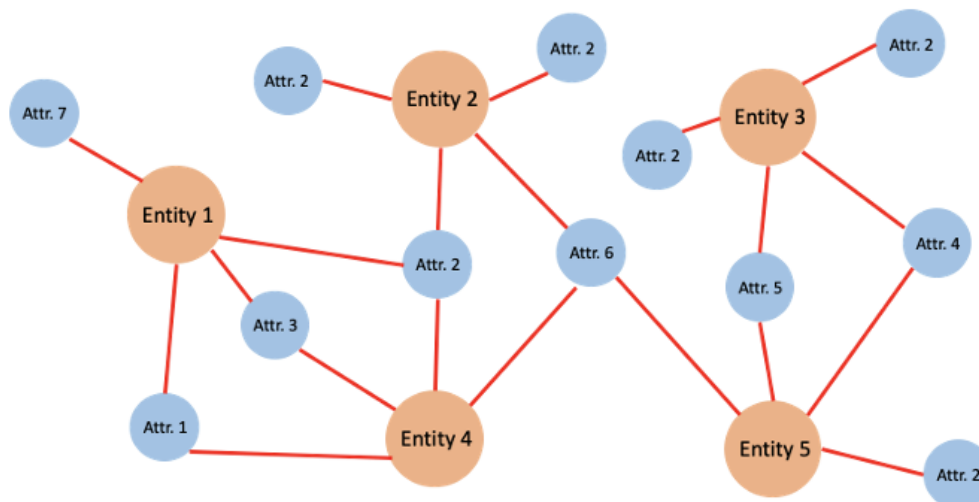 Attr. 2
Attr. 2
Attr. 2
Entity 2
Attr. 7
Entity 3
Attr. 2
Entity 1
Attr. 4
Attr. 6
Attr. 2
Attr. 5
Attr. 3
Attr. 1
Entity 4
Entity 5
Attr. 2